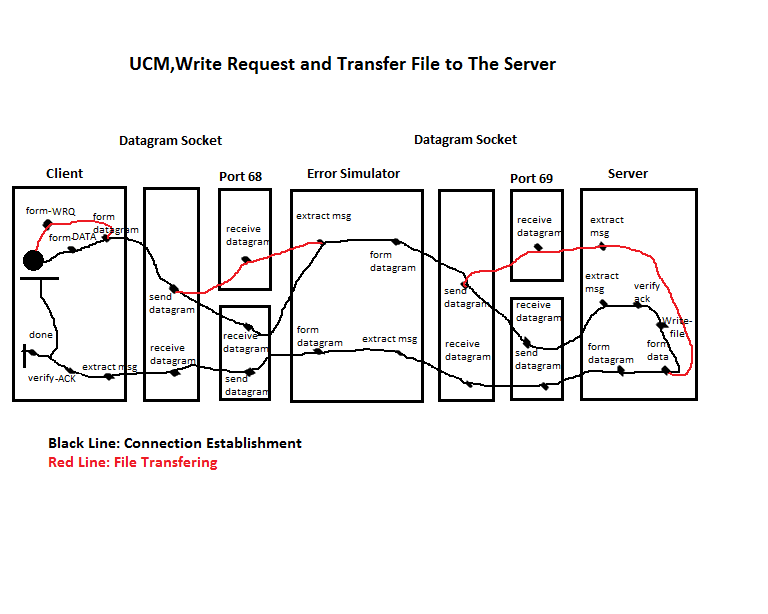 UCM,Write Request and Transfer File to The Server
Datagram Socket
Datagram Socket
Client
Port 68
Error Simulator
Port 69
Server
form-WRQ
form
datagram
form-DATA
done
verify-ACK
extract msg
send
datagram
receive
datagram
receive
datagram
receive
datagram
send
datagram
extract msg
form
datagram
form
datagram
extract msg
send
datagram
receive
datagram
receive
datagram
receive
datagram
send
datagram
extract
msg
extract
msg
verify
ack
Write-
file
form
datagram
form
data
Black Line: Connection Establishment
Red Line: File Transfering